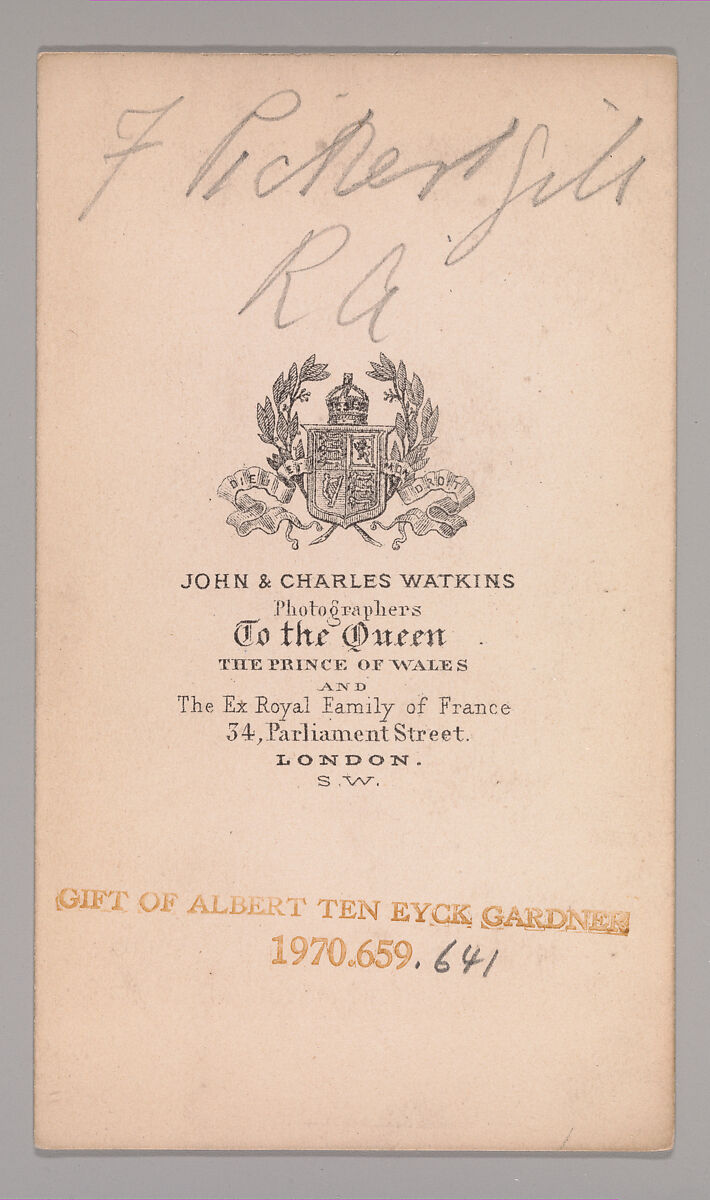 F Pickersgill
RA
DIEU ET MON DROIT
JOHN & CHARLES WATKINS
Photographers
To the Queen
THE PRINCE OF WALES
AND
The Ex Royal Family of France
34, Parliament Street.
LONDON.
S.W.
GIFT OF ALBERT TEN EYCK GARDNER
1970.659.641